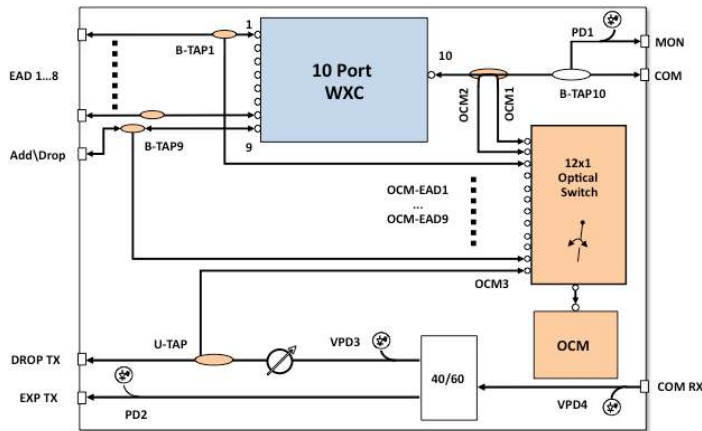 1
B-TAP1
10 Port
WXC
10
PD1
MON
EAD 1...8
COM
B-TAP10
OCM2
OCM1
Add\Drop
B-TAP9
9
12x1
Optical
Switch
OCM-EAD1
...
OCM-EAD9
OCM3
U-TAP
VPD3
OCM
DROP TX
40/60
EXP TX
PD2
VPD4
COM RX